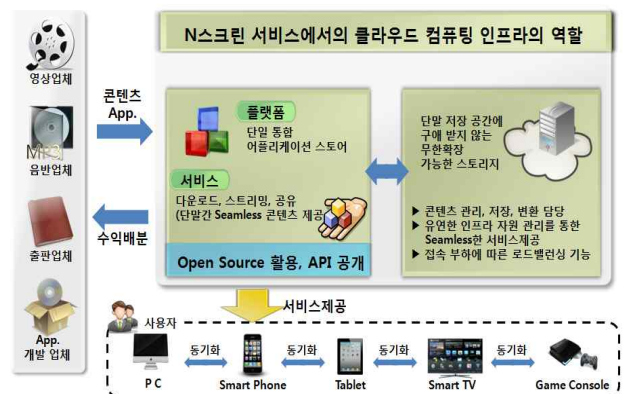 N스크린 서비스에서의 클라우드 컴퓨팅 인프라의 역할
영상업체
MP3
음반업체
출판업체
App.
개발 업체
콘텐츠
App.
수익배분
플랫폼
단말 통합
어플리케이션 스토어
서비스
다운로드, 스트리밍, 공유
(단말간 Seamless 콘텐츠 제공)
Open Source 활용, API 공개
단말 저장 공간에
구애 받지 않는
무한확장
가능한 스토리지
▶ 콘텐츠 관리, 저장, 변환 담당
▶ 유연한 인프라 자원 관리를 통한
Seamless한 서비스제공
▶ 접속 부하에 따른 로드밸런싱 기능
서비스제공
사용자
동기화
동기화
동기화
동기화
P C
Smart Phone
Tablet
Smart TV
Game Console